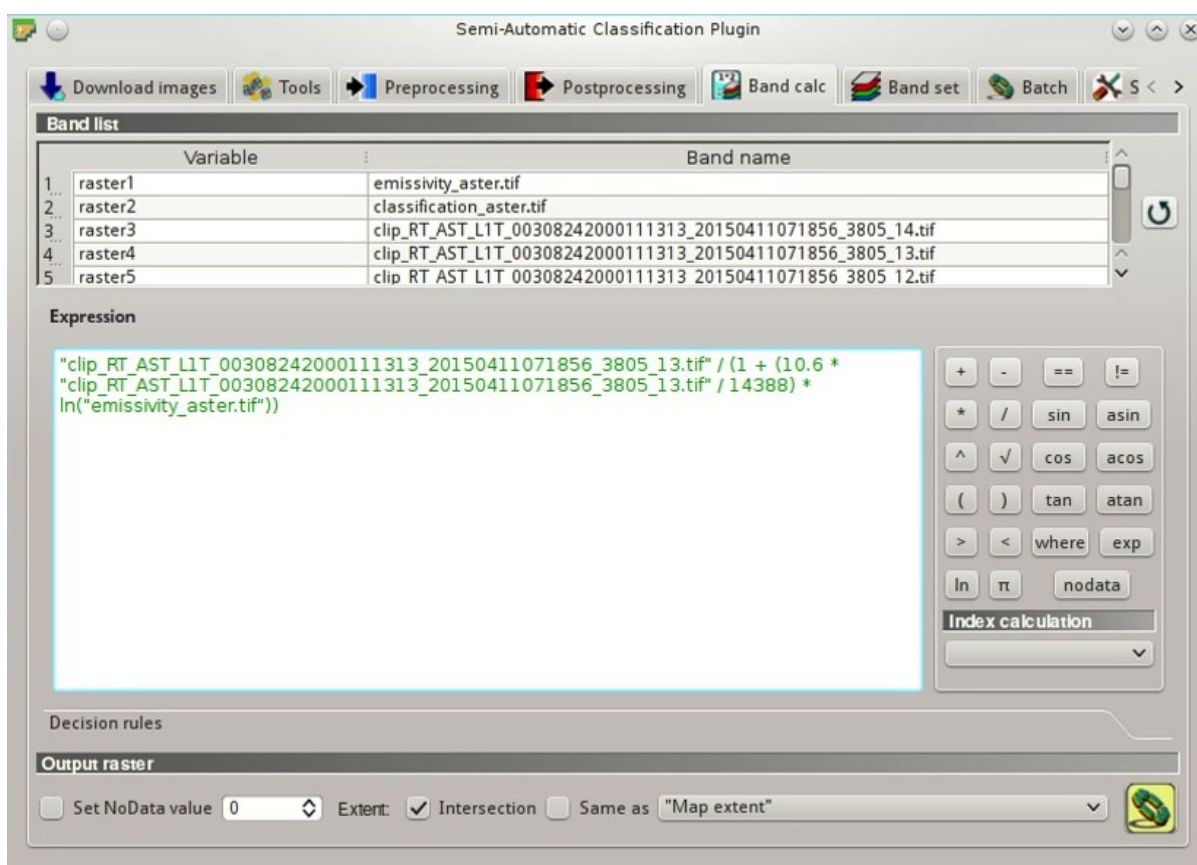 Semi-Automatic Classification Plugin
Download images Tools Preprocessing Postprocessing Band calc Band set Batch S < >
Band list
Variable Band name
1... raster1 emissivity_aster.tif
2... raster2 classification_aster.tif
3... raster3 clip_RT_AST_L1T_00308242000111313_20150411071856_3805_14.tif
4... raster4 clip_RT_AST_L1T_00308242000111313_20150411071856_3805_13.tif
5 raster5 clip_RT_AST_L1T_00308242000111313_20150411071856_3805_12.tif
Expression
"clip_RT_AST_L1T_00308242000111313_20150411071856_3805_13.tif" / (1 + (10.6 *
"clip_RT_AST_L1T_00308242000111313_20150411071856_3805_13.tif" / 14388) *
ln("emissivity_aster.tif"))
+ - == !=
* / sin asin
^ √ cos acos
( ) tan atan
> < where exp
ln π nodata
Index calculation
Decision rules
Output raster
Set NoData value 0 Extent: Intersection Same as "Map extent"